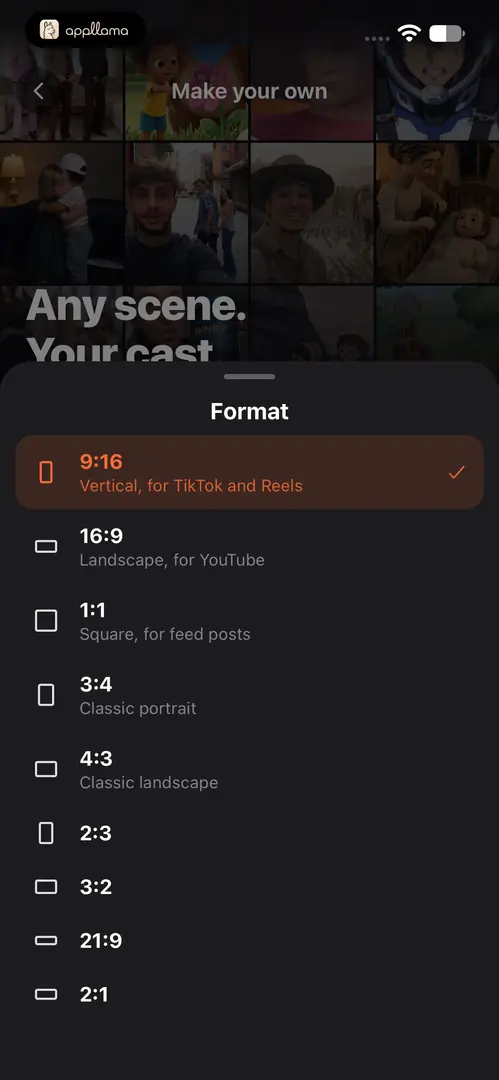 appllama
Make your own
Any scene.
Your cast
Format
9:16
Vertical, for TikTok and Reels
16:9
Landscape, for YouTube
1:1
Square, for feed posts
3:4
Classic portrait
4:3
Classic landscape
2:3
3:2
21:9
2:1